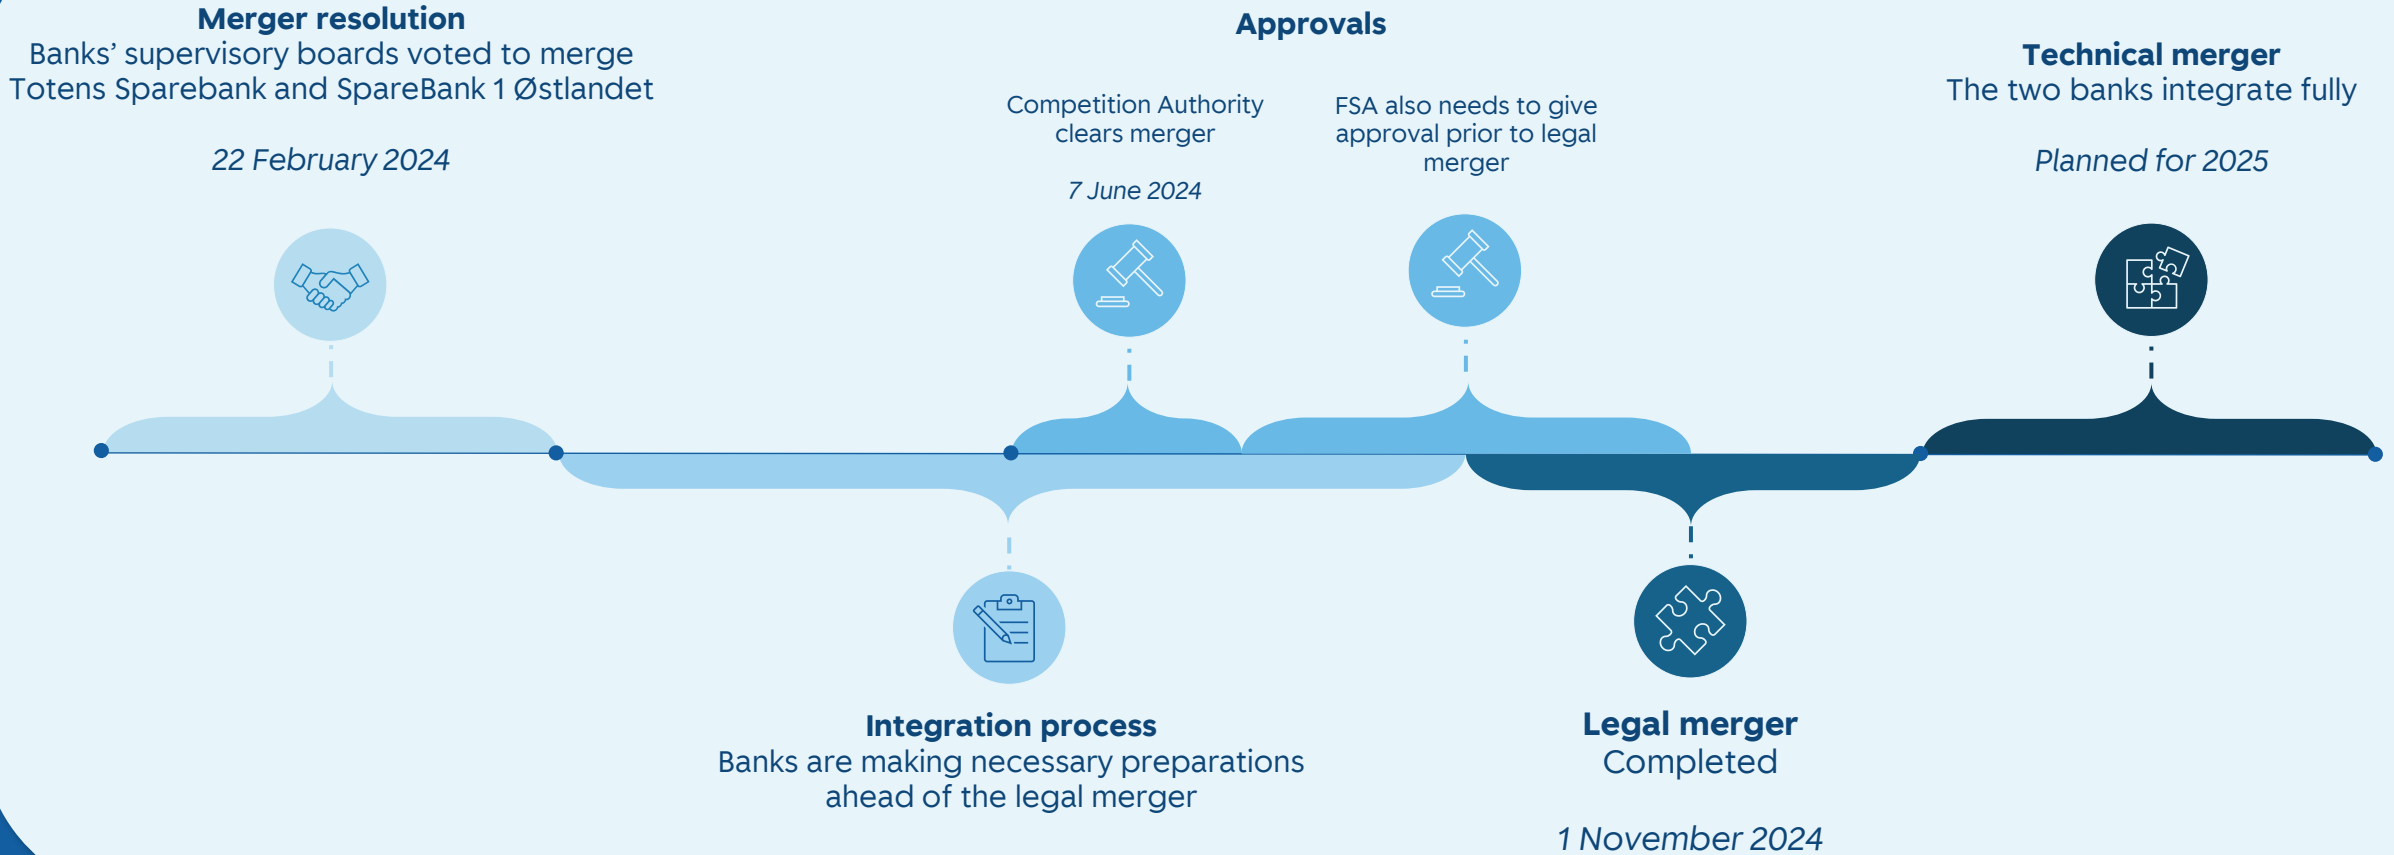 Merger resolution
Banks’ supervisory boards voted to merge
Totens Sparebank and SpareBank 1 Østlandet
22 February 2024
Approvals
Competition Authority
clears merger
7 June 2024
FSA also needs to give
approval prior to legal
merger
Technical merger
The two banks integrate fully
Planned for 2025
Integration process
Banks are making necessary preparations
ahead of the legal merger
Legal merger
Completed
1 November 2024